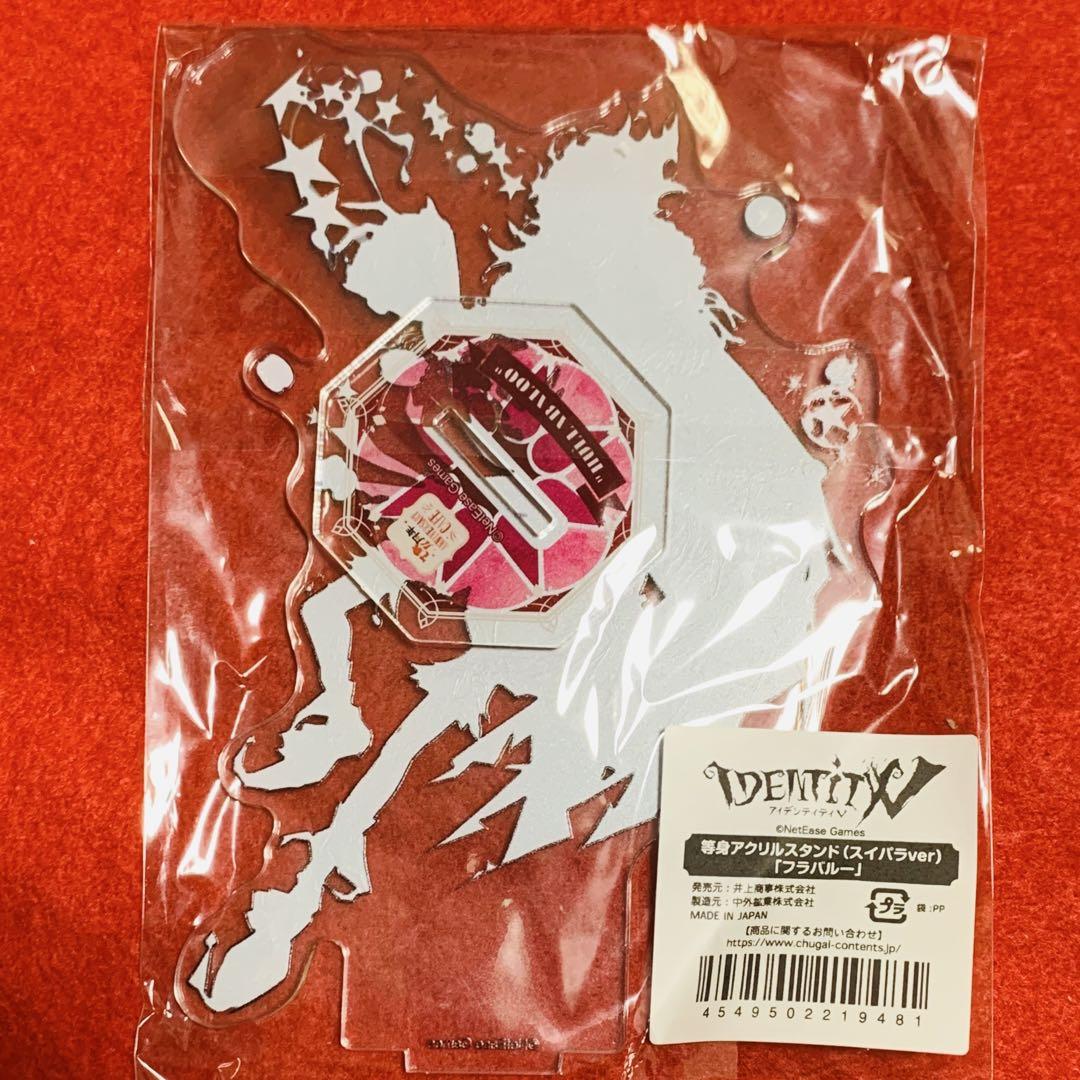 "HULLABALOO"
©NetEase Games
©NetEase Games
IDENTITY V
アイデンティティV
©NetEase Games
等身アクリルスタンド(スイパラver)
「フラバルー」
発売元：井上商事株式会社
製造元：中外鉱業株式会社
MADE IN JAPAN
プラ
袋：PP
【商品に関するお問い合わせ】
https://www.chugai-contents.jp/
4549502219481